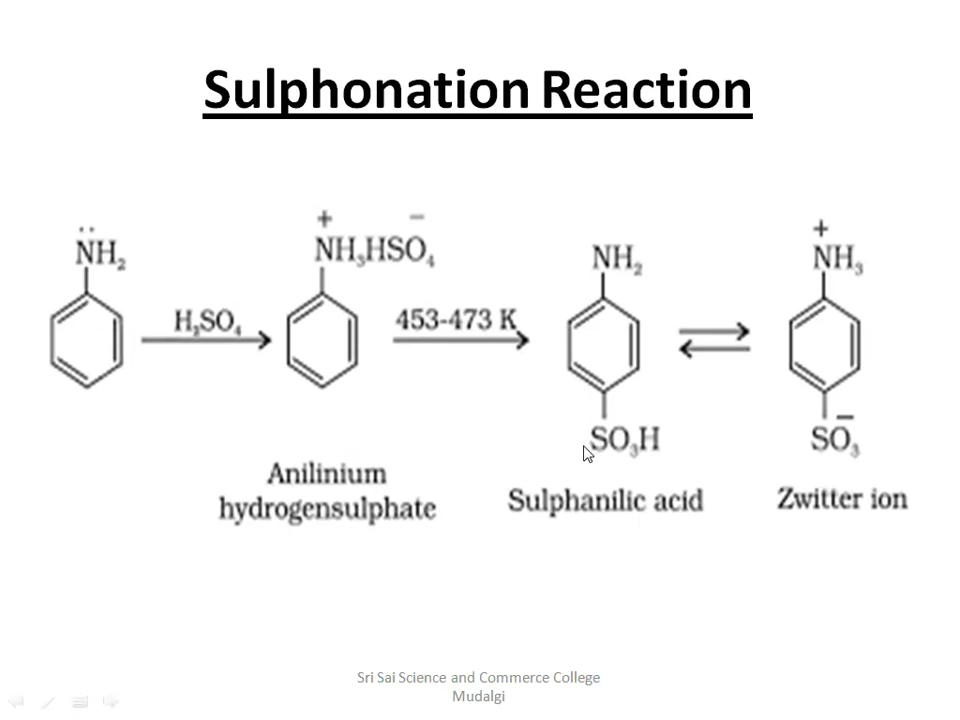 Sulphonation Reaction
NH₂
H₂SO₄
+ −
NH₃HSO₄
453-473 K
NH₂
SO₃H
+
NH₃
−
SO₃
Anilinium
hydrogensulphate
Sulphanilic acid
Zwitter ion
Sri Sai Science and Commerce College
Mudalgi